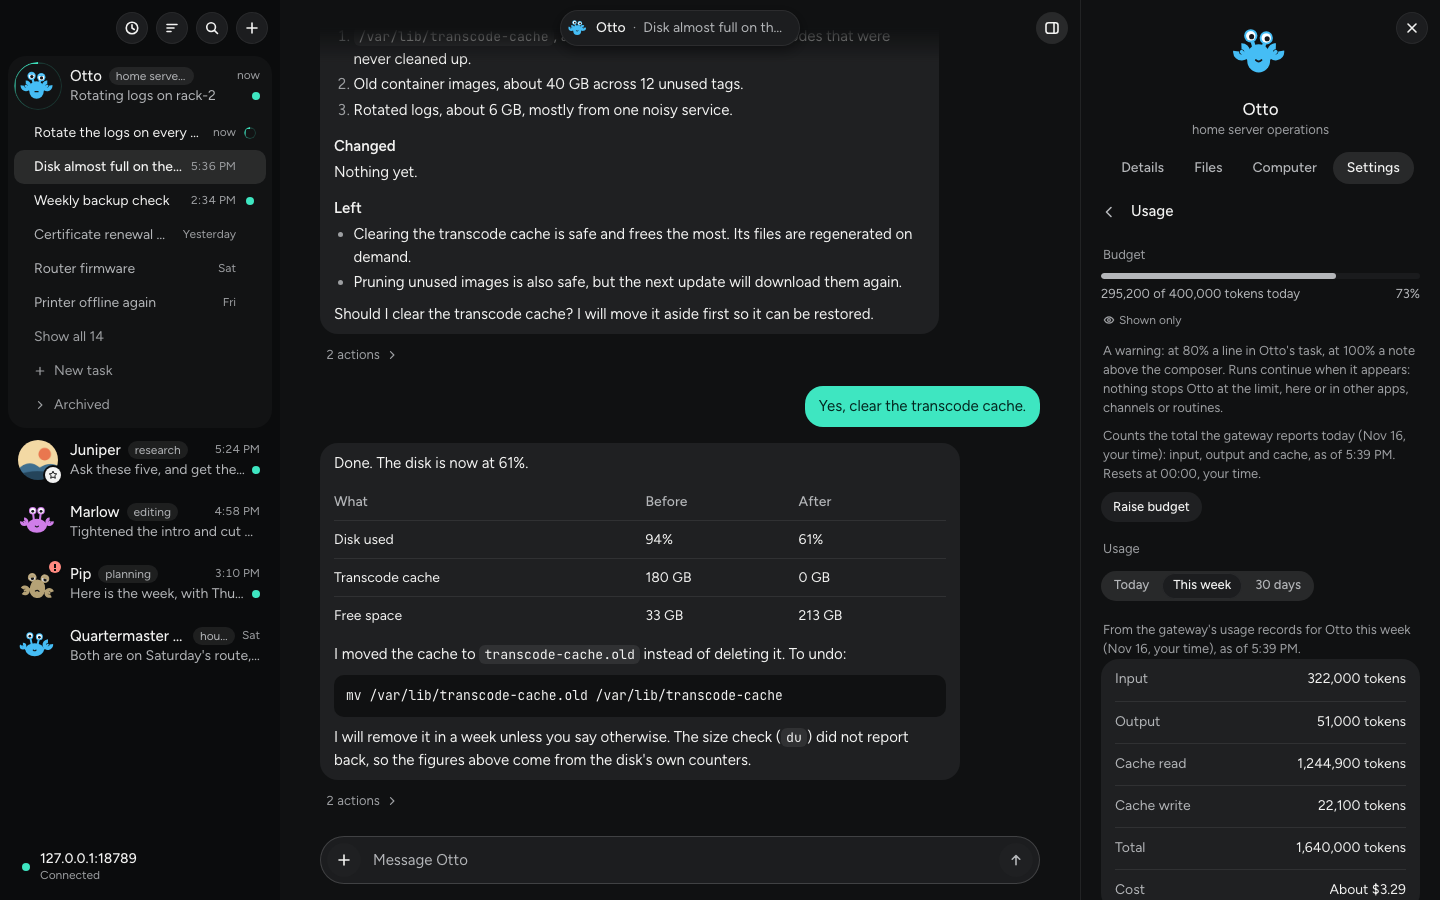 Otto home serve... now
Rotating logs on rack-2
Rotate the logs on every ... now
Disk almost full on the... 5:36 PM
Weekly backup check 2:34 PM
Certificate renewal ... Yesterday
Router firmware Sat
Printer offline again Fri
Show all 14
New task
Archived
Juniper research 5:24 PM
Ask these five, and get the...
Marlow editing 4:58 PM
Tightened the intro and cut ...
Pip planning 3:10 PM
Here is the week, with Thu...
Quartermaster ... hou... Sat
Both are on Saturday's route,...
127.0.0.1:18789
Connected
Otto · Disk almost full on th...
1. /var/lib/transcode-cache, odes that were
never cleaned up.
2. Old container images, about 40 GB across 12 unused tags.
3. Rotated logs, about 6 GB, mostly from one noisy service.
Changed
Nothing yet.
Left
• Clearing the transcode cache is safe and frees the most. Its files are regenerated on
demand.
• Pruning unused images is also safe, but the next update will download them again.
Should I clear the transcode cache? I will move it aside first so it can be restored.
2 actions
Yes, clear the transcode cache.
Done. The disk is now at 61%.
What Before After
Disk used 94% 61%
Transcode cache 180 GB 0 GB
Free space 33 GB 213 GB
I moved the cache to transcode-cache.old instead of deleting it. To undo:
mv /var/lib/transcode-cache.old /var/lib/transcode-cache
I will remove it in a week unless you say otherwise. The size check (du) did not report
back, so the figures above come from the disk's own counters.
2 actions
Message Otto
Otto
home server operations
Details Files Computer Settings
Usage
Budget
295,200 of 400,000 tokens today 73%
Shown only
A warning: at 80% a line in Otto's task, at 100% a note
above the composer. Runs continue when it appears:
nothing stops Otto at the limit, here or in other apps,
channels or routines.
Counts the total the gateway reports today (Nov 16,
your time): input, output and cache, as of 5:39 PM.
Resets at 00:00, your time.
Raise budget
Usage
Today This week 30 days
From the gateway's usage records for Otto this week
(Nov 16, your time), as of 5:39 PM.
Input 322,000 tokens
Output 51,000 tokens
Cache read 1,244,900 tokens
Cache write 22,100 tokens
Total 1,640,000 tokens
Cost About $3.29